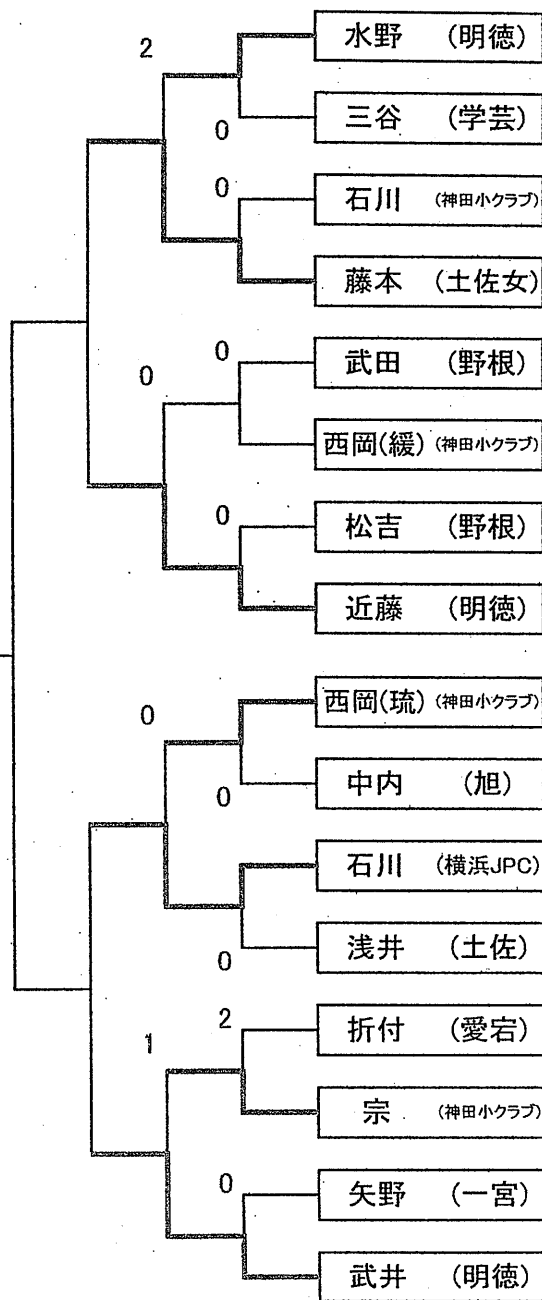 2
水野 (明徳)
0
三谷 (学芸)
0
石川 (神田小クラブ)
藤本 (土佐女)
0
0
武田 (野根)
西岡(緩) (神田小クラブ)
0
松吉 (野根)
近藤 (明徳)
0
西岡(琉) (神田小クラブ)
0
中内 (旭)
石川 (横浜JPC)
0
浅井 (土佐)
1
2
折付 (愛宕)
宗 (神田小クラブ)
0
矢野 (一宮)
武井 (明徳)